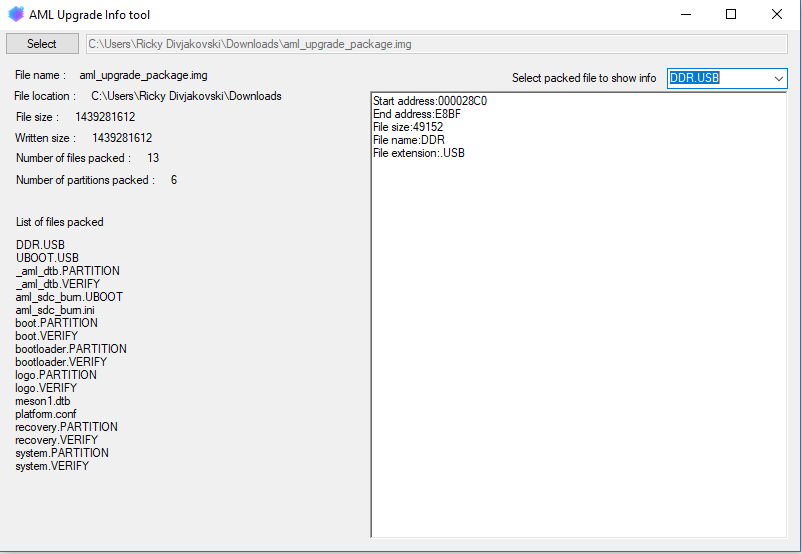 AML Upgrade Info tool
Select
C:\Users\Ricky Divjakovski\Downloads\aml_upgrade_package.img
File name : aml_upgrade_package.img
Select packed file to show info DDR.USB
File location : C:\Users\Ricky Divjakovski\Downloads
File size : 1439281612
Written size : 1439281612
Number of files packed : 13
Number of partitions packed : 6
List of files packed
DDR.USB
UBOOT.USB
_aml_dtb.PARTITION
_aml_dtb.VERIFY
aml_sdc_burn.UBOOT
aml_sdc_burn.ini
boot.PARTITION
boot.VERIFY
bootloader.PARTITION
bootloader.VERIFY
logo.PARTITION
logo.VERIFY
meson1.dtb
platform.conf
recovery.PARTITION
recovery.VERIFY
system.PARTITION
system.VERIFY
Start address:000028C0
End address:E8BF
File size:49152
File name:DDR
File extension:.USB